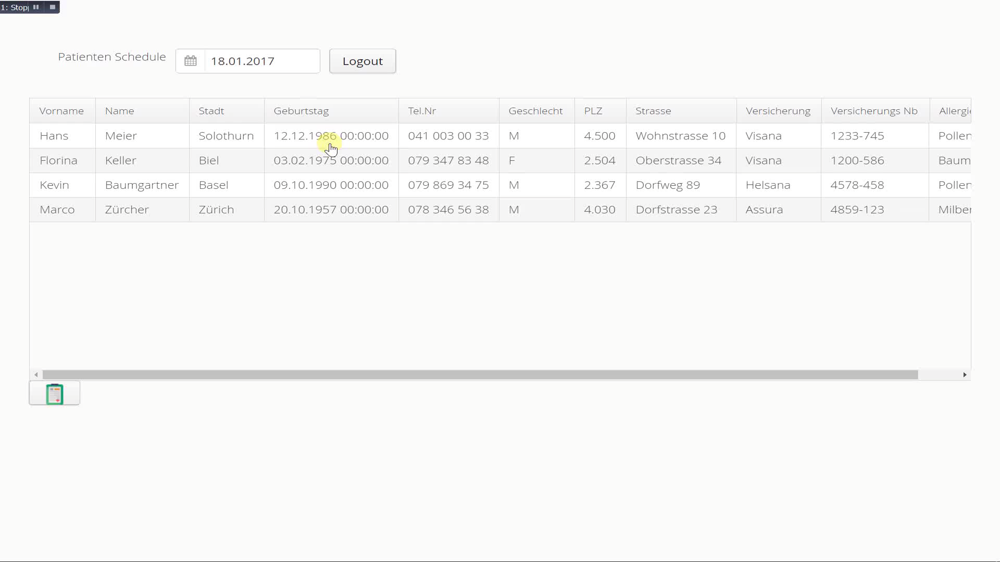 1: Stop
Patienten Schedule 18.01.2017 Logout
Vorname Name Stadt Geburtstag Tel.Nr Geschlecht PLZ Strasse Versicherung Versicherungs Nb Allergie
Hans Meier Solothurn 12.12.1986 00:00:00 041 003 00 33 M 4.500 Wohnstrasse 10 Visana 1233-745 Pollen
Florina Keller Biel 03.02.1975 00:00:00 079 347 83 48 F 2.504 Oberstrasse 34 Visana 1200-586 Baum
Kevin Baumgartner Basel 09.10.1990 00:00:00 079 869 34 75 M 2.367 Dorfweg 89 Helsana 4578-458 Pollen
Marco Zürcher Zürich 20.10.1957 00:00:00 078 346 56 38 M 4.030 Dorfstrasse 23 Assura 4859-123 Milben